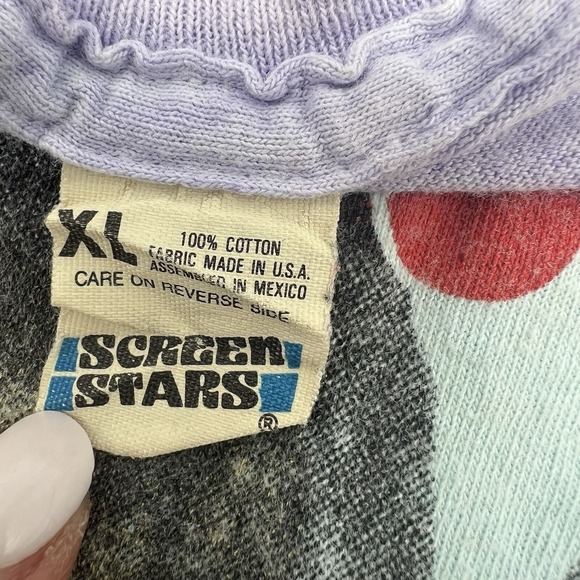 XL
100% COTTON
FABRIC MADE IN U.S.A.
ASSEMBLED IN MEXICO
CARE ON REVERSE SIDE
SCREEN
STARS
®